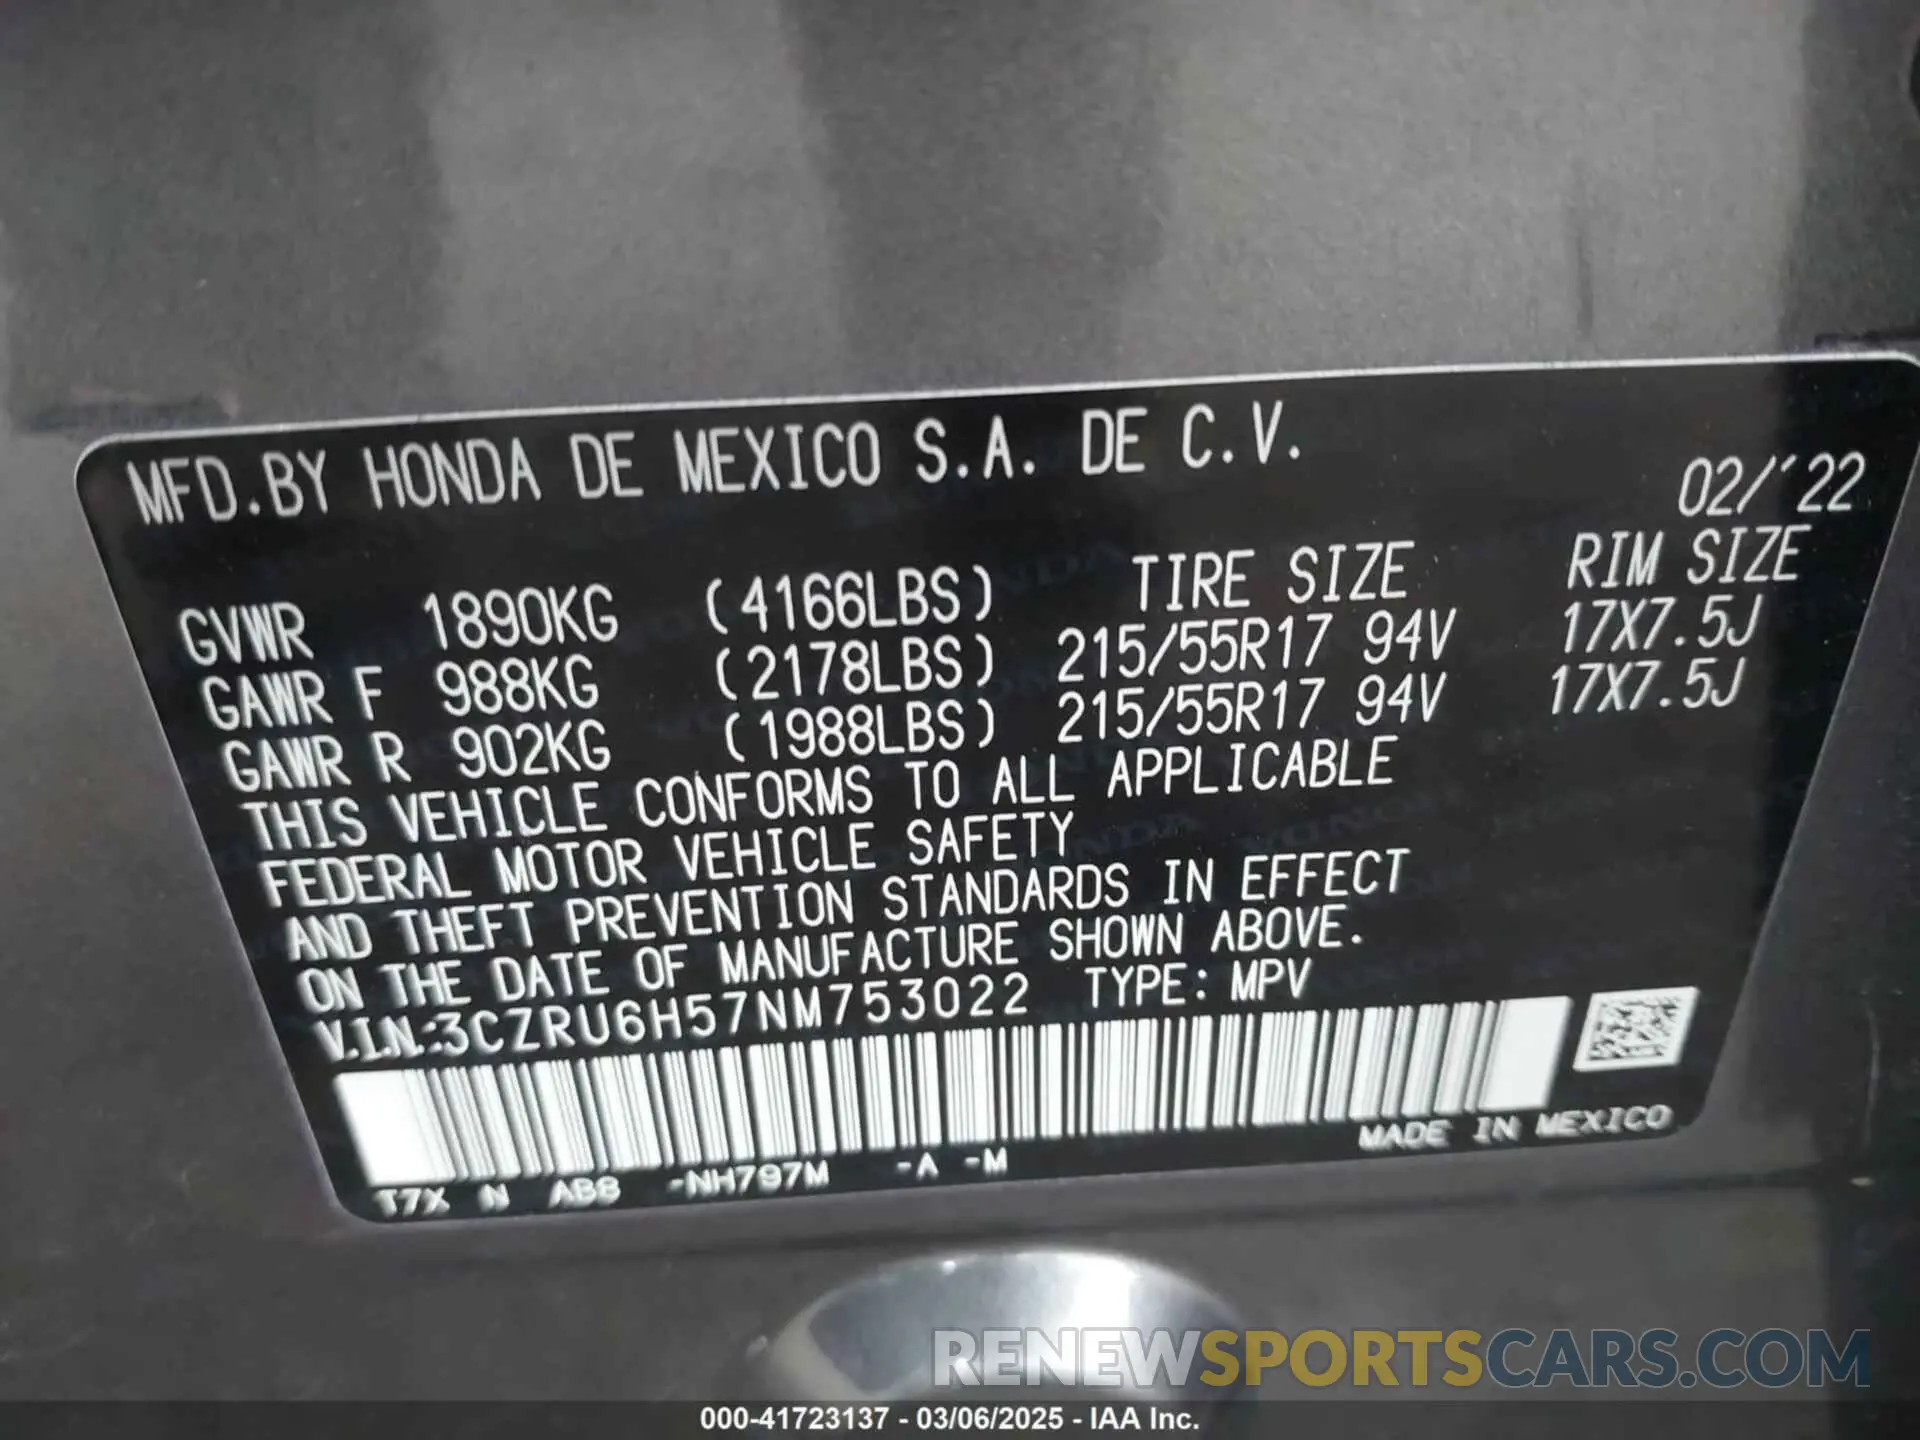 MFD.BY HONDA DE MEXICO S.A. DE C.V.
02/'22
GVWR 1890KG (4166LBS) TIRE SIZE RIM SIZE
GAWR F 988KG (2178LBS) 215/55R17 94V 17X7.5J
GAWR R 902KG (1988LBS) 215/55R17 94V 17X7.5J
THIS VEHICLE CONFORMS TO ALL APPLICABLE
FEDERAL MOTOR VEHICLE SAFETY
AND THEFT PREVENTION STANDARDS IN EFFECT
ON THE DATE OF MANUFACTURE SHOWN ABOVE.
V.I.N:3CZRU6H57NM753022 TYPE: MPV
MADE IN MEXICO
T7X N AB8 -NH797M -A -M
RENEWSPORTSCARS.COM
000-41723137 - 03/06/2025 - IAA Inc.